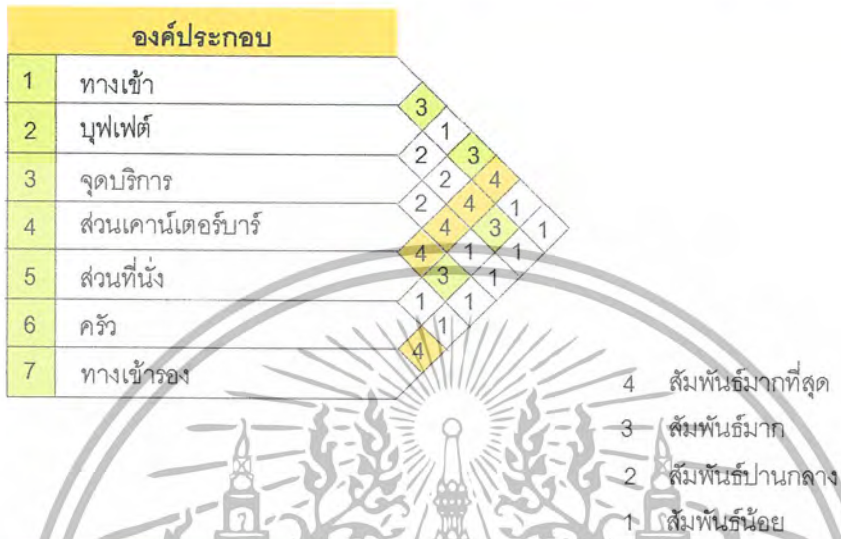 องค์ประกอบ
1 ทางเข้า
3
2 บุฟเฟต์ 1
2 3
3 จุดบริการ 2 4
2 4 1
4 ส่วนเคาน์เตอร์บาร์ 4 3 1
4 1 1
5 ส่วนที่นั่ง 3 1
1 1
6 ครัว 1
4
7 ทางเข้ารอง
4 สัมพันธ์มากที่สุด
3 สัมพันธ์มาก
2 สัมพันธ์ปานกลาง
1 สัมพันธ์น้อย